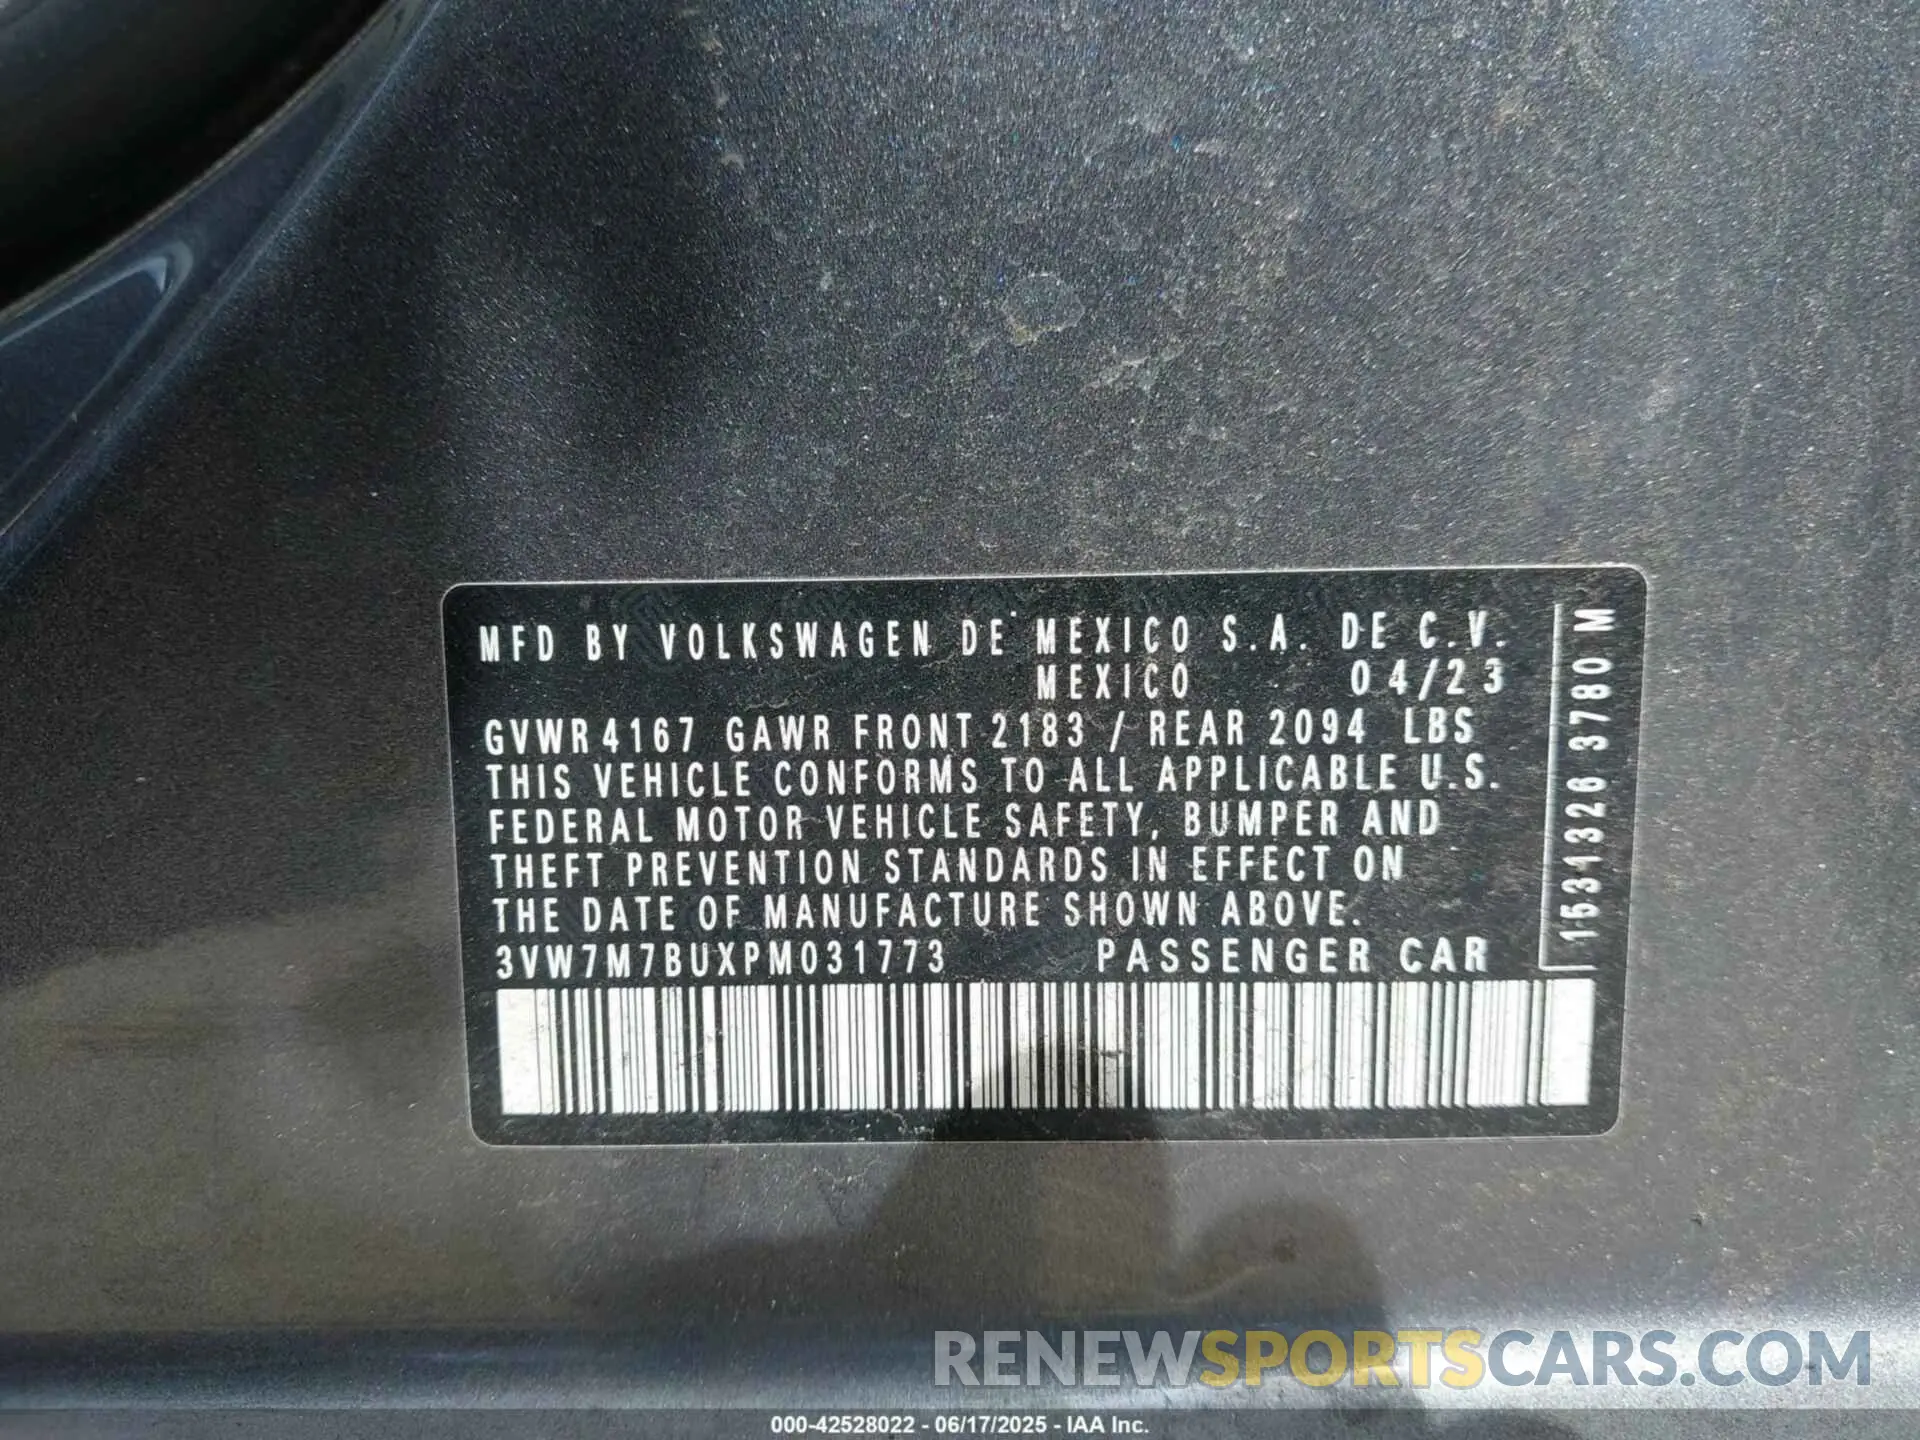 MFD BY VOLKSWAGEN DE MEXICO S.A. DE C.V.
MEXICO 04/23
GVWR 4167 GAWR FRONT 2183 / REAR 2094 LBS
THIS VEHICLE CONFORMS TO ALL APPLICABLE U.S.
FEDERAL MOTOR VEHICLE SAFETY, BUMPER AND
THEFT PREVENTION STANDARDS IN EFFECT ON
THE DATE OF MANUFACTURE SHOWN ABOVE.
3VW7M7BUXPM031773 PASSENGER CAR
1531326 3780 M
RENEWSPORTSCARS.COM
000-42528022 - 06/17/2025 - IAA Inc.